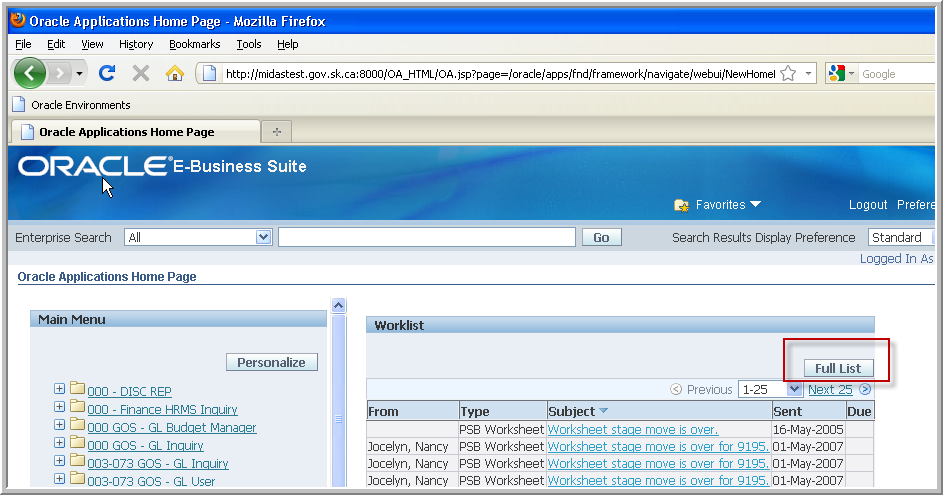 Oracle Applications Home Page - Mozilla Firefox
File Edit View History Bookmarks Tools Help
http://midastest.gov.sk.ca:8000/OA_HTML/OA.jsp?page=/oracle/apps/fnd/framework/navigate/webui/NewHomeI Google
Oracle Environments
Oracle Applications Home Page
ORACLE® E-Business Suite
Favorites Logout Prefere
Enterprise Search All Go Search Results Display Preference Standard
Logged In As
Oracle Applications Home Page
Main Menu
Personalize
000 - DISC REP
000 - Finance HRMS Inquiry
000 GOS - GL Budget Manager
000 GOS - GL Inquiry
003-073 GOS - GL Inquiry
003-073 GOS - GL User
Worklist
Full List
Previous 1-25 Next 25
From Type Subject Sent Due
PSB Worksheet Worksheet stage move is over. 16-May-2005
Jocelyn, Nancy PSB Worksheet Worksheet stage move is over for 9195. 01-May-2007
Jocelyn, Nancy PSB Worksheet Worksheet stage move is over for 9195. 01-May-2007
Jocelyn, Nancy PSB Worksheet Worksheet stage move is over for 9195. 01-May-2007